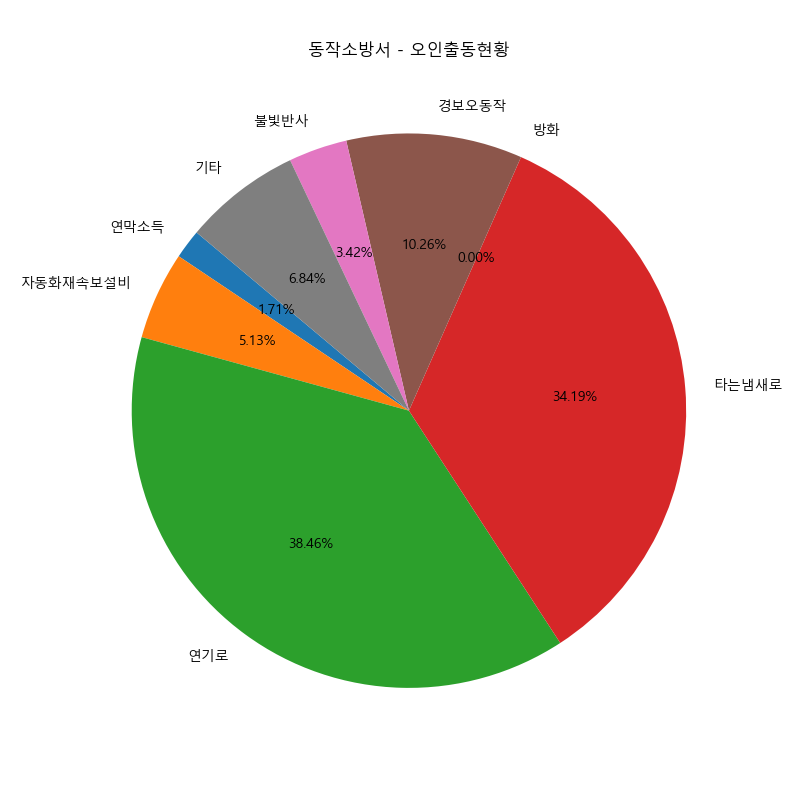 동작소방서 - 오인출동현황
경보오동작
불빛반사
방화
기타
연막소득
자동화재속보설비
타는냄새로
연기로
10.26%
3.42%
0.00%
6.84%
1.71%
5.13%
34.19%
38.46%